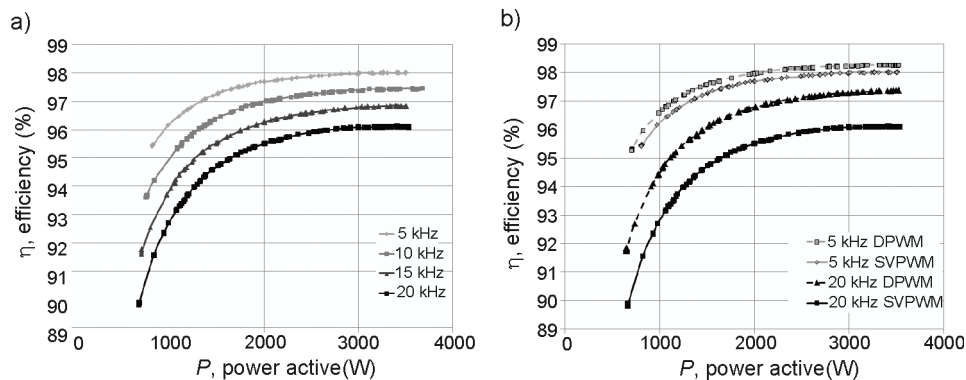 a)
99
98
97
96
95
94
93
92
91
90
89
η, efficiency (%)
5 kHz
10 kHz
15 kHz
20 kHz
0 1000 2000 3000 4000
P, power active(W)
b)
99
98
97
96
95
94
93
92
91
90
89
η, efficiency (%)
5 kHz DPWM
5 kHz SVPWM
20 kHz DPWM
20 kHz SVPWM
0 1000 2000 3000 4000
P, power active(W)